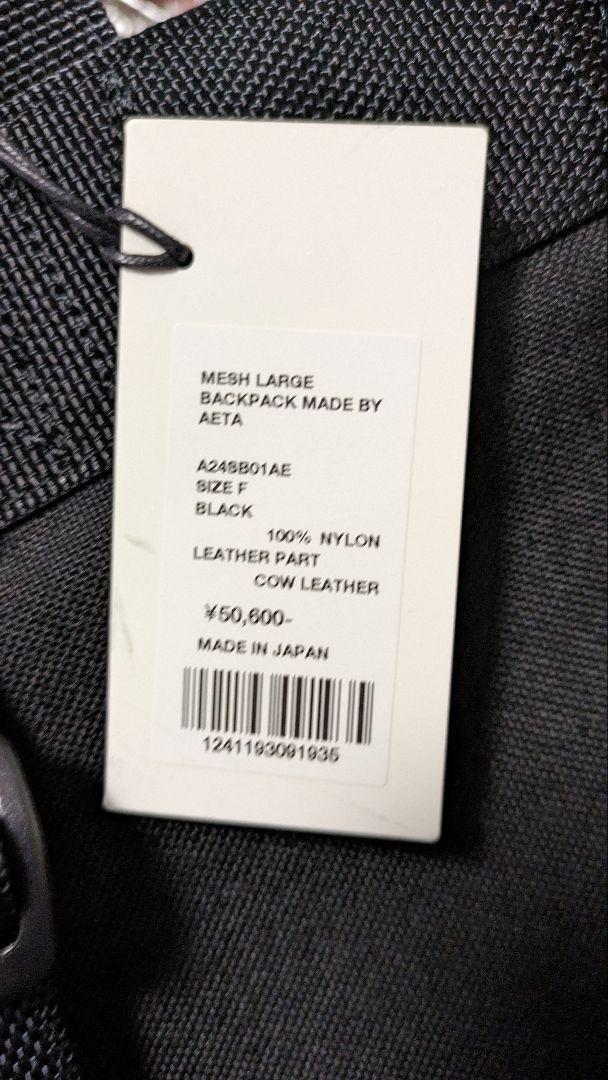 MESH LARGE
BACKPACK MADE BY
AETA
A24SB01AE
SIZE F
BLACK
100% NYLON
LEATHER PART
COW LEATHER
¥50,600-
MADE IN JAPAN
1241193091935